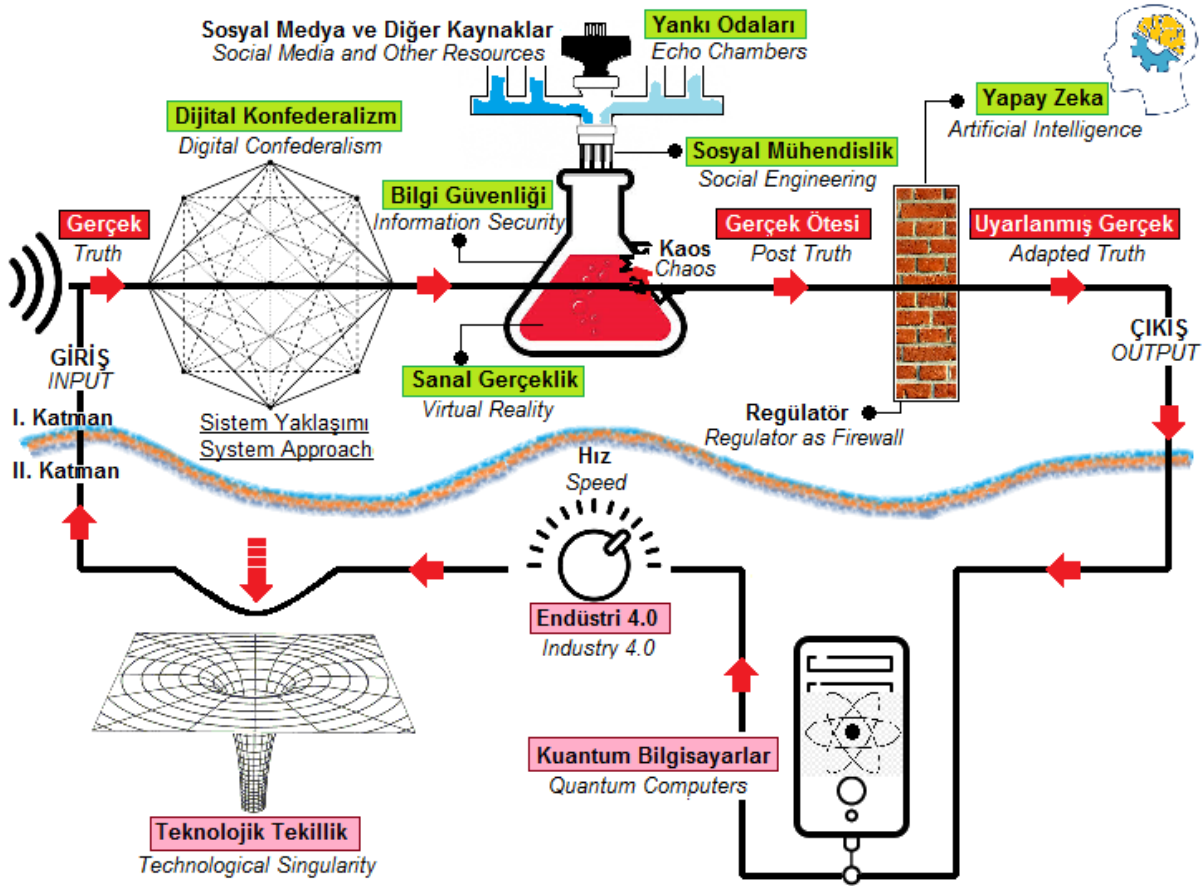 Sosyal Medya ve Diğer Kaynaklar
Social Media and Other Resources
Yankı Odaları
Echo Chambers
Yapay Zeka
Artificial Intelligence
Dijital Konfederalizm
Digital Confederalism
Sosyal Mühendislik
Social Engineering
Bilgi Güvenliği
Information Security
Gerçek
Truth
Kaos
Chaos
Gerçek Ötesi
Post Truth
Uyarlanmış Gerçek
Adapted Truth
GİRİŞ
INPUT
ÇIKIŞ
OUTPUT
Sanal Gerçeklik
Virtual Reality
Regülatör
Regulator as Firewall
Sistem Yaklaşımı
System Approach
I. Katman
II. Katman
Hız
Speed
Endüstri 4.0
Industry 4.0
Kuantum Bilgisayarlar
Quantum Computers
Teknolojik Tekillik
Technological Singularity